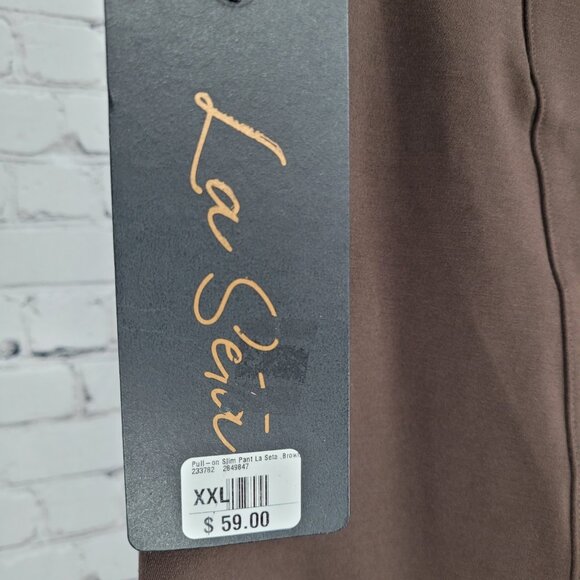 La Seta
Pull-on Slim Pant La Seta ,Brown
233782 2849847
XXL
$ 59.00